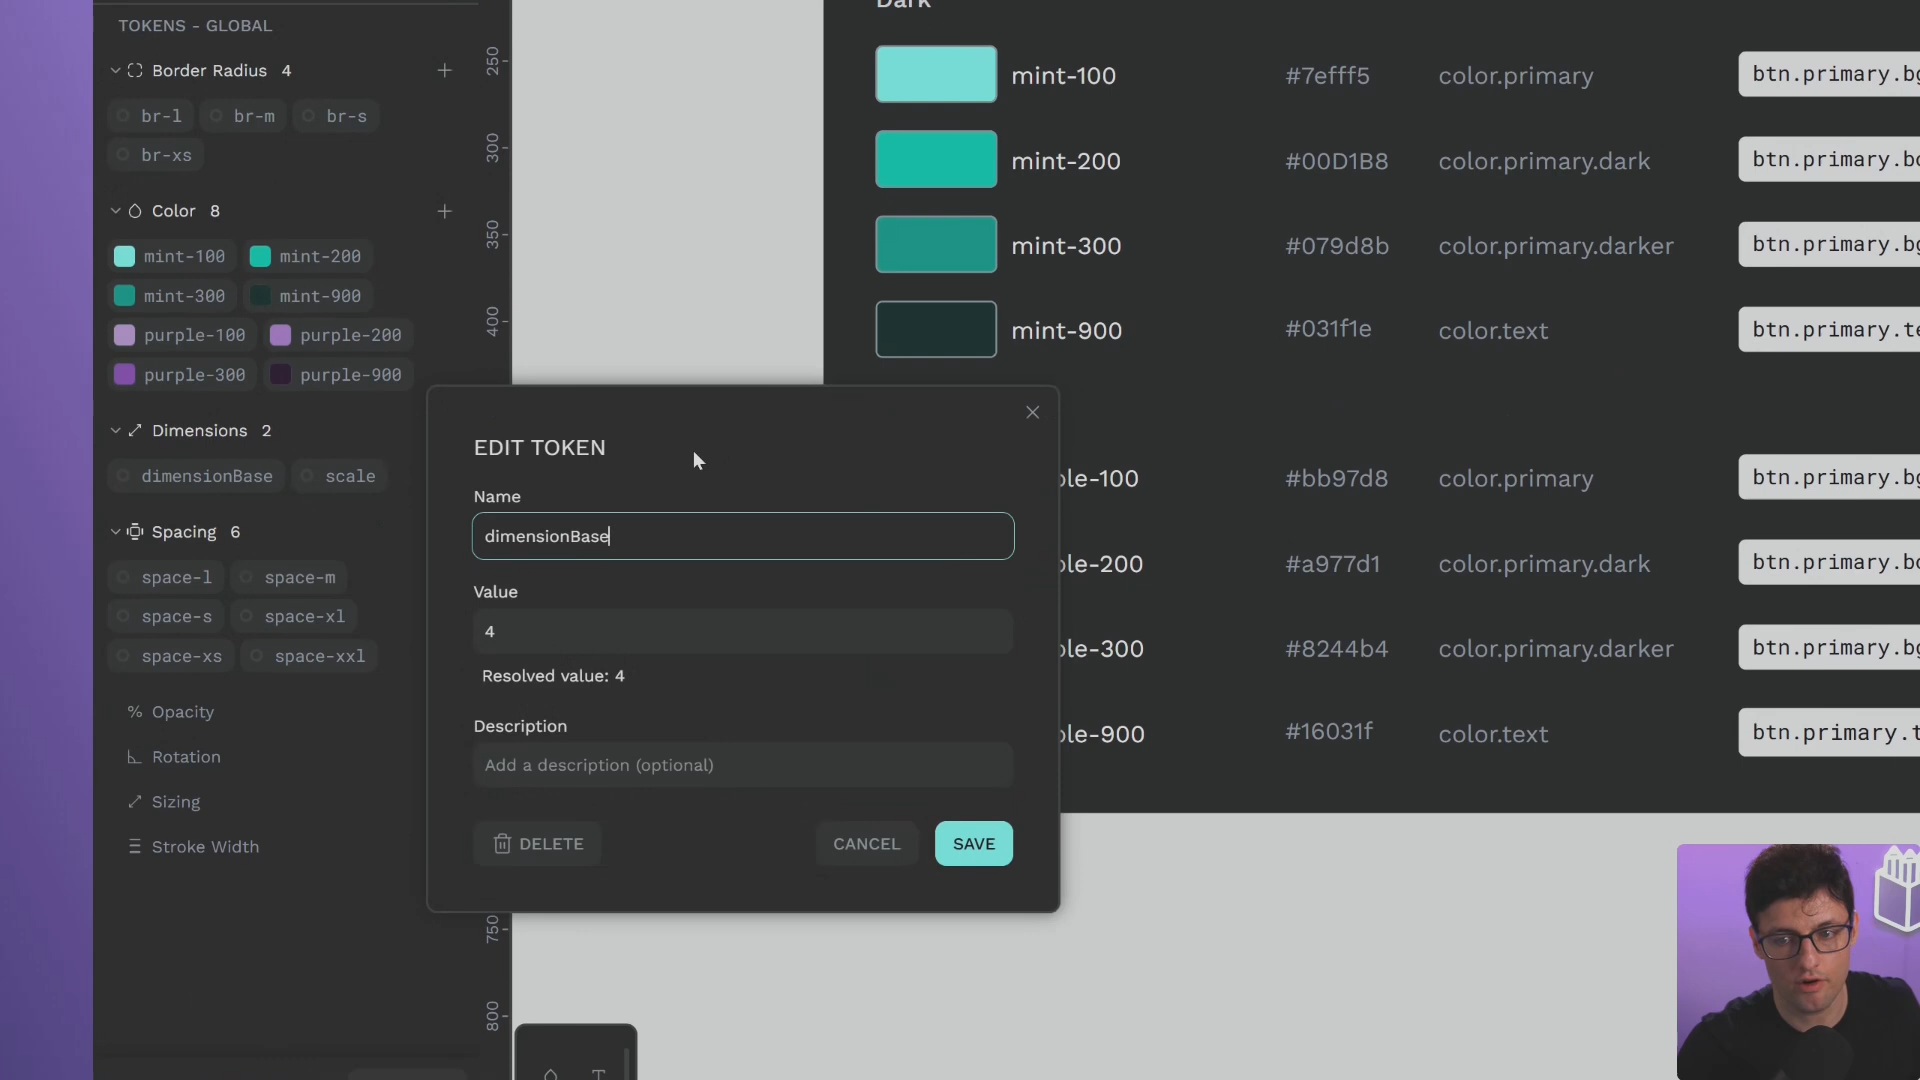 TOKENS - GLOBAL
Border Radius 4
br-l br-m br-s
br-xs
Color 8
mint-100 mint-200
mint-300 mint-900
purple-100 purple-200
purple-300 purple-900
Dimensions 2
dimensionBase scale
Spacing 6
space-l space-m
space-s space-xl
space-xs space-xxl
% Opacity
Rotation
Sizing
Stroke Width
250
300
350
400
750
800
Dark
mint-100 #7efff5 color.primary btn.primary.bg
mint-200 #00D1B8 color.primary.dark btn.primary.bo
mint-300 #079d8b color.primary.darker btn.primary.bg
mint-900 #031f1e color.text btn.primary.te
ple-100 #bb97d8 color.primary btn.primary.bg
ple-200 #a977d1 color.primary.dark btn.primary.bo
ple-300 #8244b4 color.primary.darker btn.primary.bg
ple-900 #16031f color.text btn.primary.t
EDIT TOKEN
Name
dimensionBase
Value
4
Resolved value: 4
Description
Add a description (optional)
DELETE CANCEL SAVE